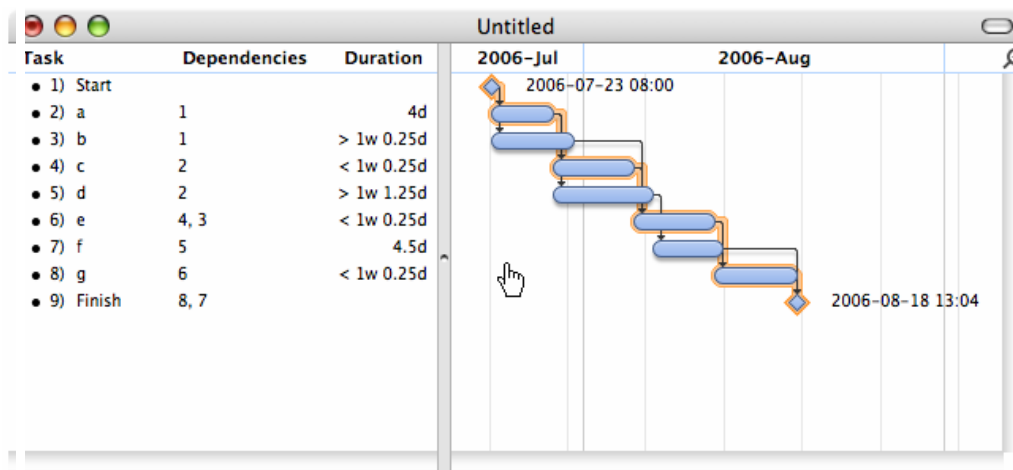 Untitled
Task Dependencies Duration 2006-Jul 2006-Aug
1) Start 2006-07-23 08:00
2) a 1 4d
3) b 1 > 1w 0.25d
4) c 2 < 1w 0.25d
5) d 2 > 1w 1.25d
6) e 4, 3 < 1w 0.25d
7) f 5 4.5d
8) g 6 < 1w 0.25d
9) Finish 8, 7 2006-08-18 13:04